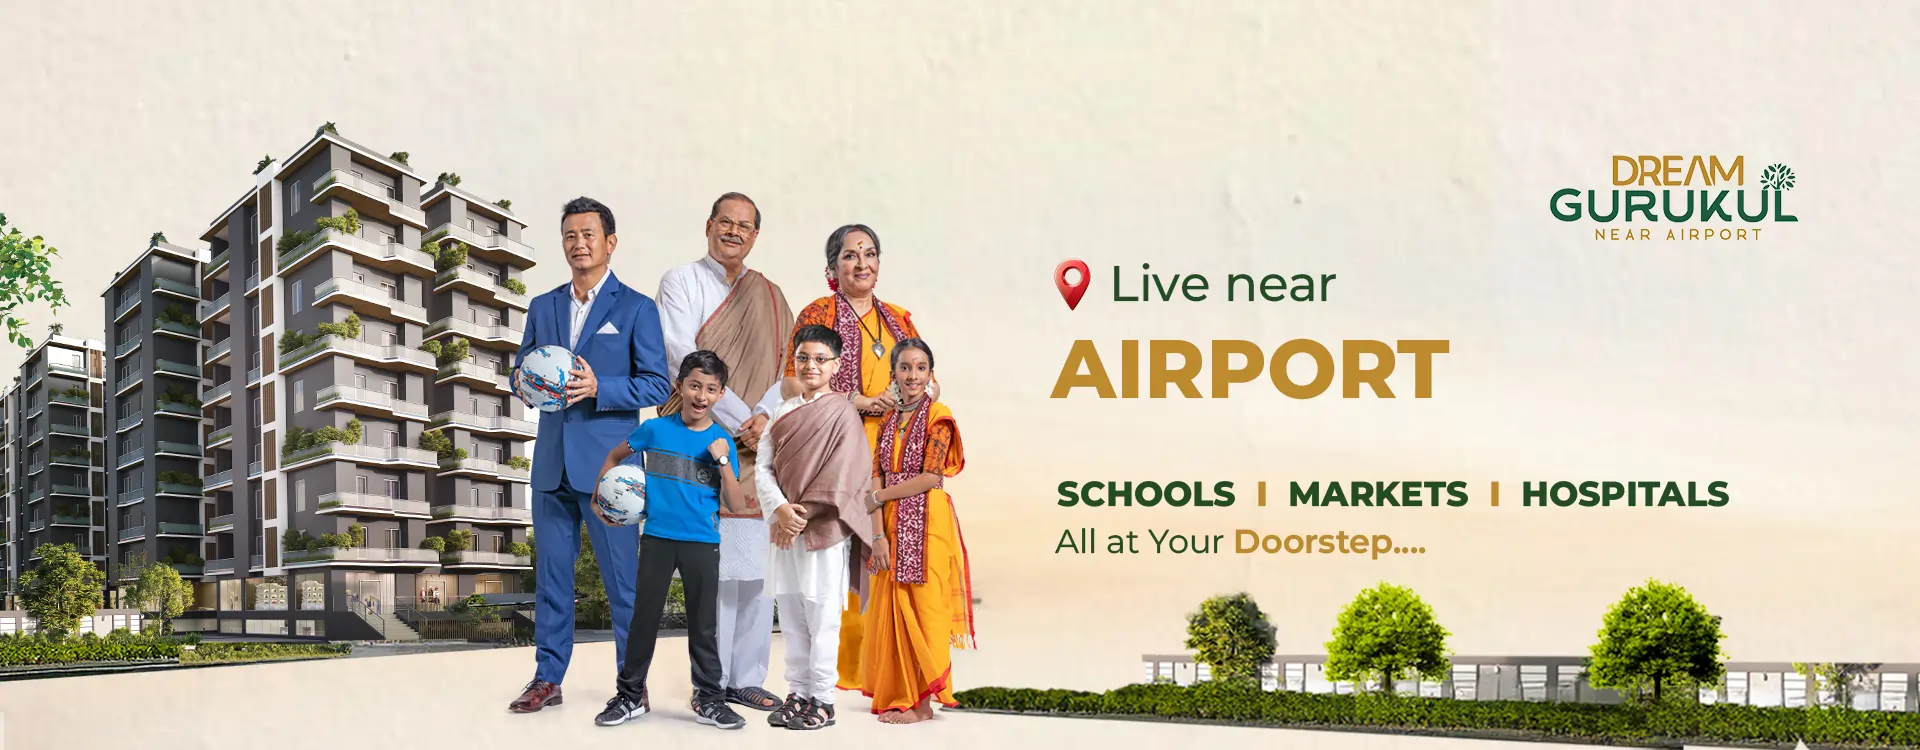 DREAM
GURUKUL
NEAR AIRPORT
Live near
AIRPORT
SCHOOLS I MARKETS I HOSPITALS
All at Your Doorstep....